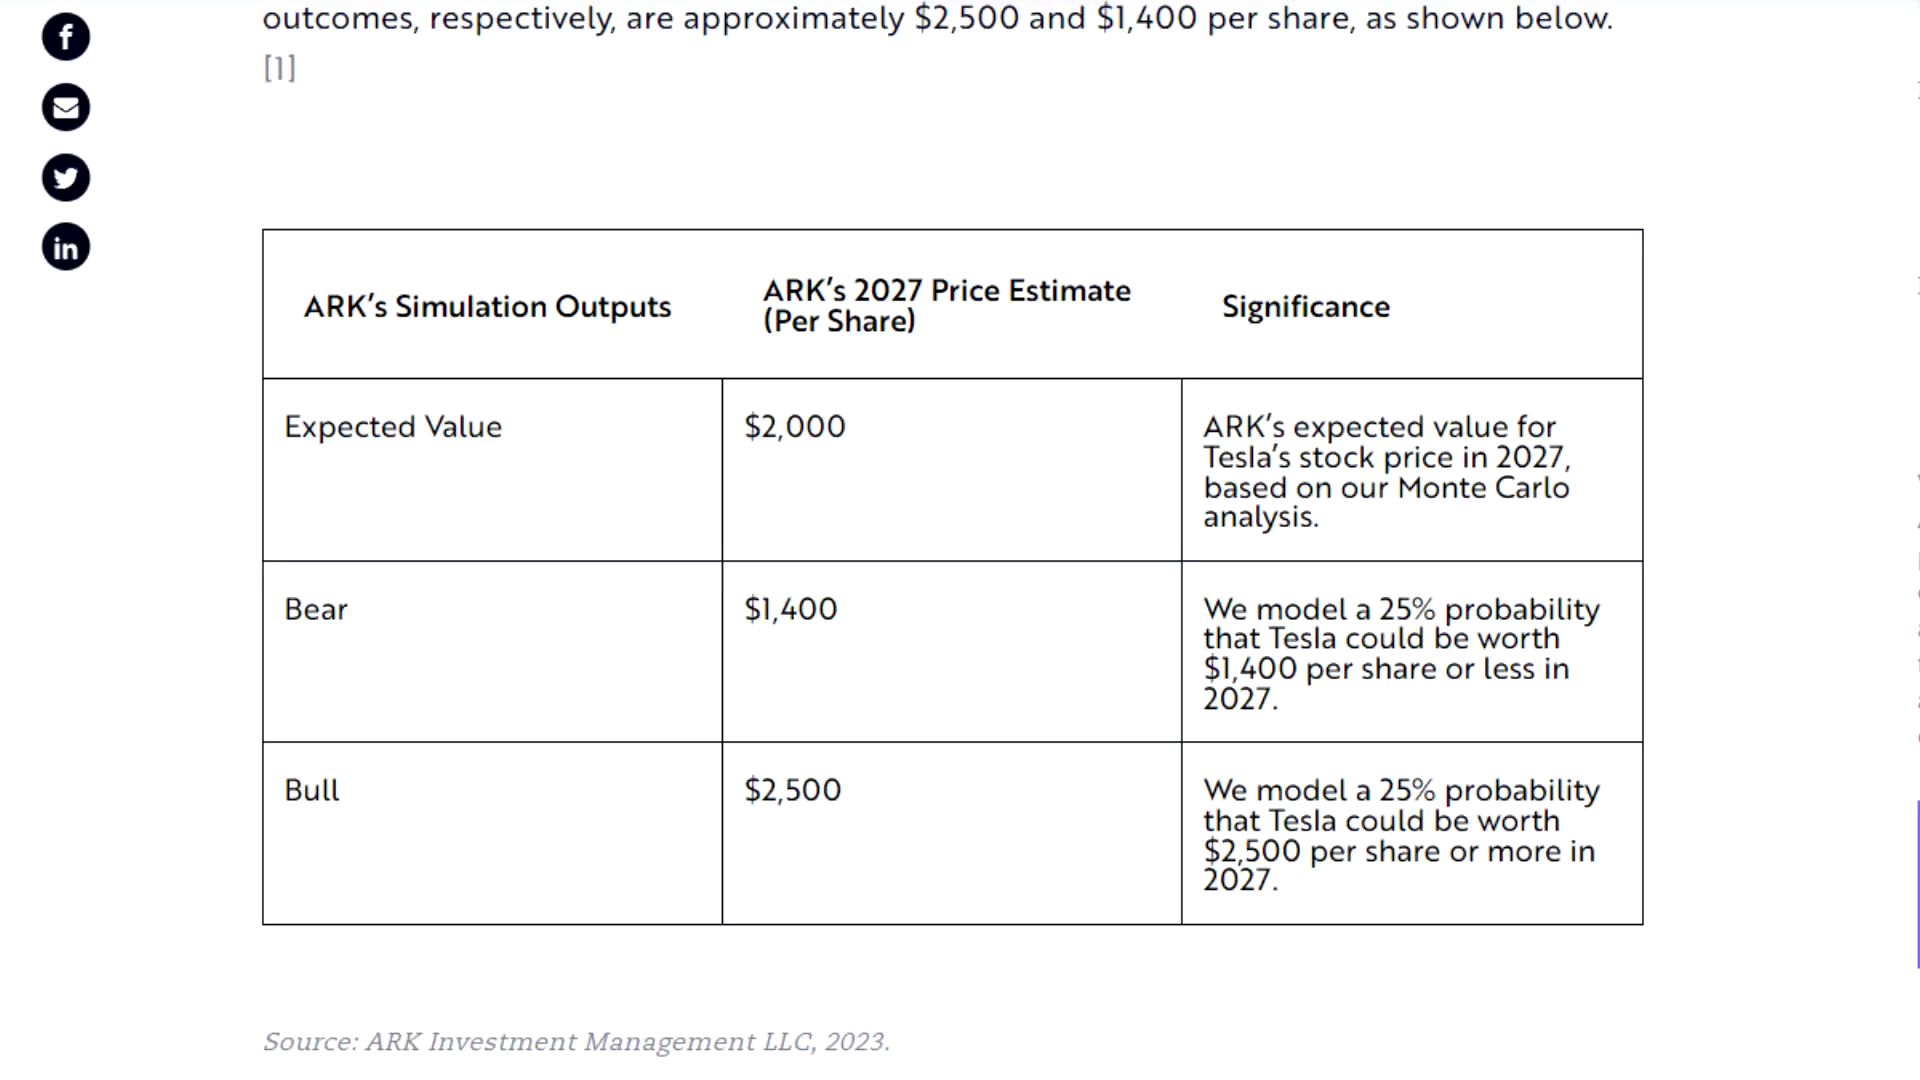 outcomes, respectively, are approximately $2,500 and $1,400 per share, as shown below.
[1]
ARK’s Simulation Outputs
ARK’s 2027 Price Estimate
(Per Share)
Significance
Expected Value
$2,000
ARK’s expected value for
Tesla’s stock price in 2027,
based on our Monte Carlo
analysis.
Bear
$1,400
We model a 25% probability
that Tesla could be worth
$1,400 per share or less in
2027.
Bull
$2,500
We model a 25% probability
that Tesla could be worth
$2,500 per share or more in
2027.
Source: ARK Investment Management LLC, 2023.